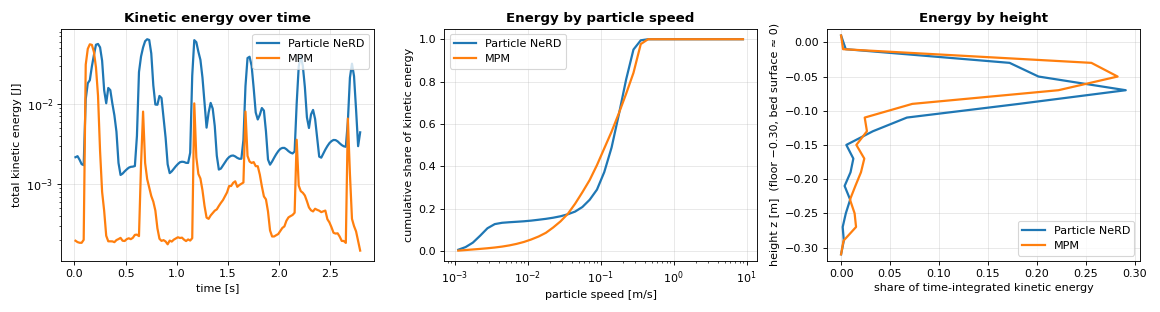 Kinetic energy over time
total kinetic energy [J]
10⁻²
10⁻³
Particle NeRD
MPM
0.0 0.5 1.0 1.5 2.0 2.5
time [s]
Energy by particle speed
cumulative share of kinetic energy
1.0
0.8
0.6
0.4
0.2
0.0
Particle NeRD
MPM
10⁻³ 10⁻² 10⁻¹ 10⁰ 10¹
particle speed [m/s]
Energy by height
height z [m] (floor −0.30, bed surface ≈ 0)
0.00
−0.05
−0.10
−0.15
−0.20
−0.25
−0.30
Particle NeRD
MPM
0.00 0.05 0.10 0.15 0.20 0.25 0.30
share of time-integrated kinetic energy